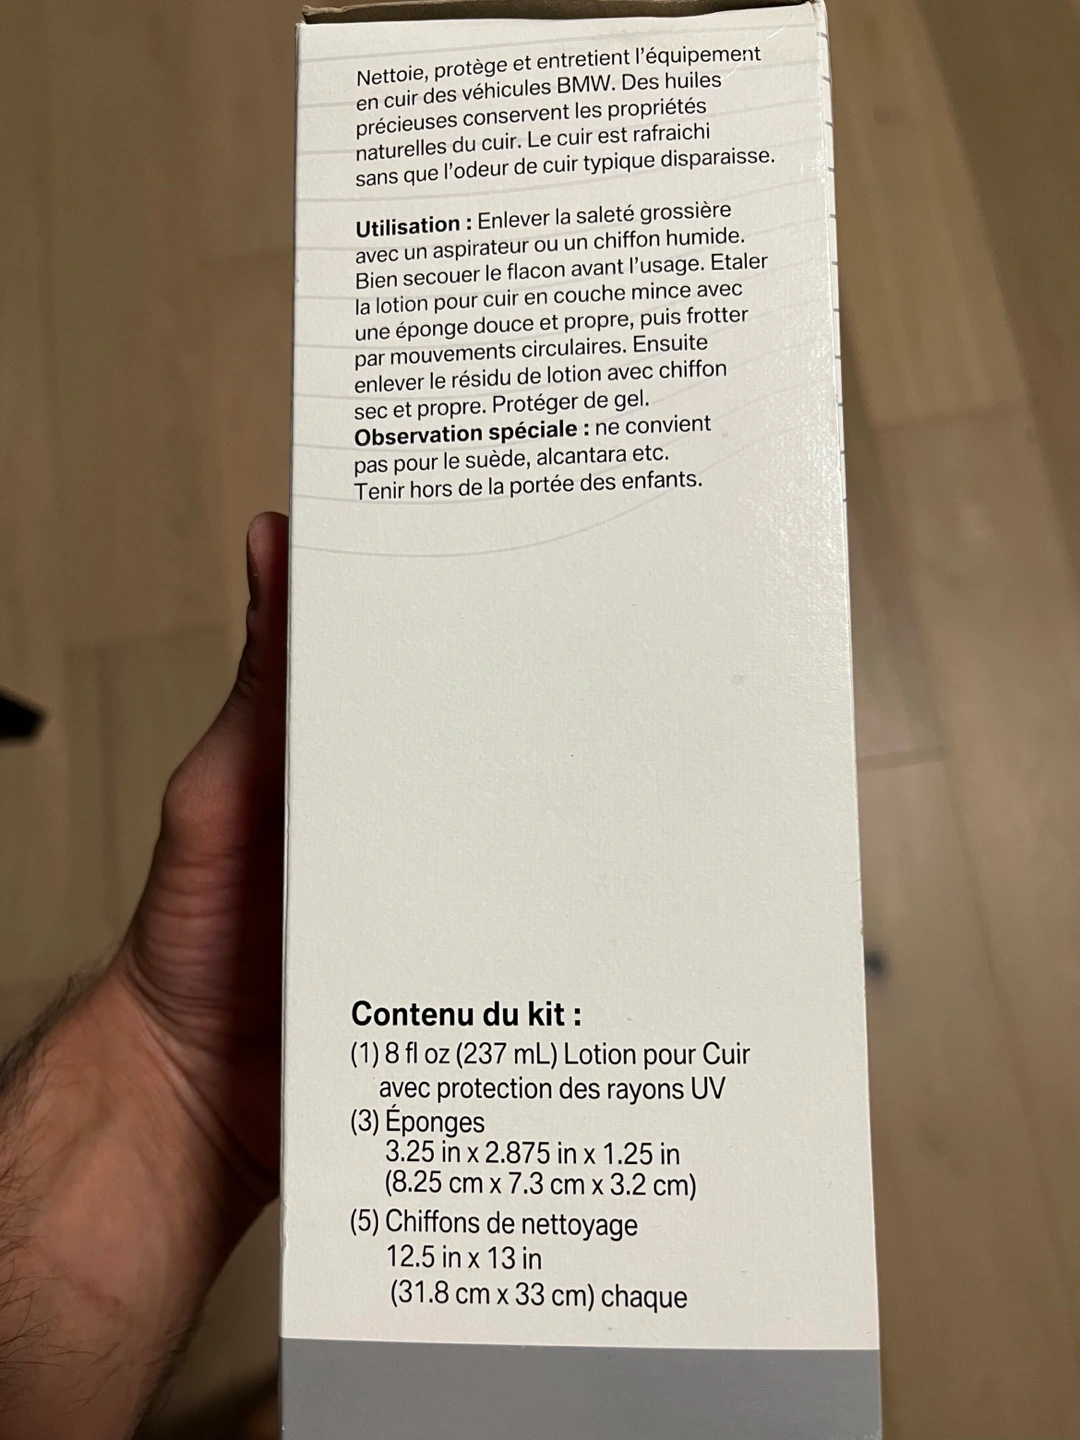 Nettoie, protège et entretient l'équipement
en cuir des véhicules BMW. Des huiles
précieuses conservent les propriétés
naturelles du cuir. Le cuir est rafraichi
sans que l'odeur de cuir typique disparaisse.
Utilisation : Enlever la saleté grossière
avec un aspirateur ou un chiffon humide.
Bien secouer le flacon avant l'usage. Etaler
la lotion pour cuir en couche mince avec
une éponge douce et propre, puis frotter
par mouvements circulaires. Ensuite
enlever le résidu de lotion avec chiffon
sec et propre. Protéger de gel.
Observation spéciale : ne convient
pas pour le suède, alcantara etc.
Tenir hors de la portée des enfants.
Contenu du kit :
(1) 8 fl oz (237 mL) Lotion pour Cuir
avec protection des rayons UV
(3) Éponges
3.25 in x 2.875 in x 1.25 in
(8.25 cm x 7.3 cm x 3.2 cm)
(5) Chiffons de nettoyage
12.5 in x 13 in
(31.8 cm x 33 cm) chaque